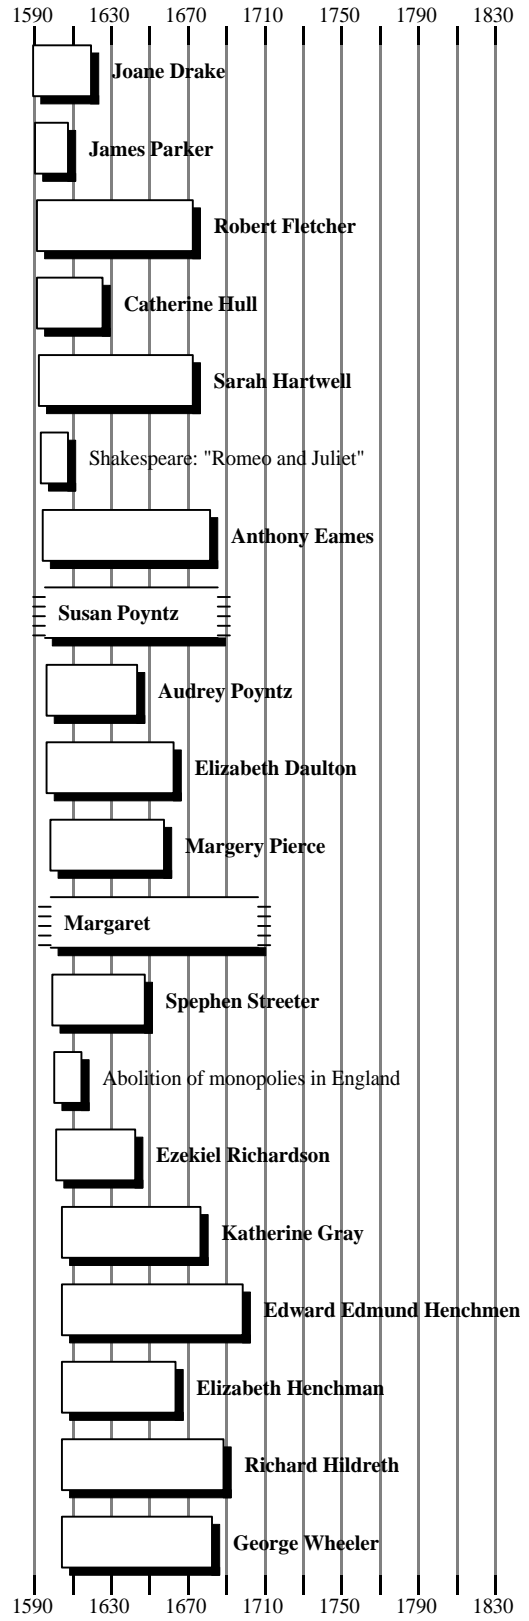 1590 1630 1670 1710 1750 1790 1830
Joane Drake
James Parker
Robert Fletcher
Catherine Hull
Sarah Hartwell
Shakespeare: "Romeo and Juliet"
Anthony Eames
Susan Poyntz
Audrey Poyntz
Elizabeth Daulton
Margery Pierce
Margaret
Spephen Streeter
Abolition of monopolies in England
Ezekiel Richardson
Katherine Gray
Edward Edmund Henchmen
Elizabeth Henchman
Richard Hildreth
George Wheeler
1590 1630 1670 1710 1750 1790 1830